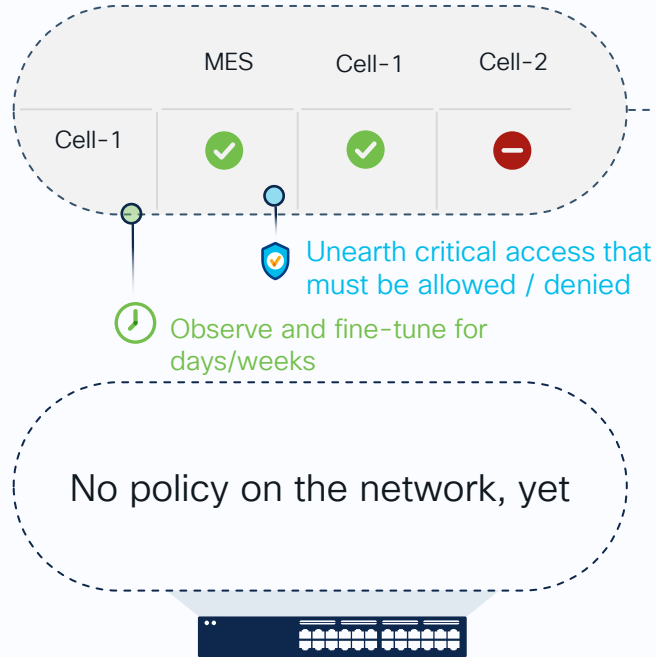 MES Cell-1 Cell-2
Cell-1
Unearth critical access that
must be allowed / denied
Observe and fine-tune for
days/weeks
No policy on the network, yet